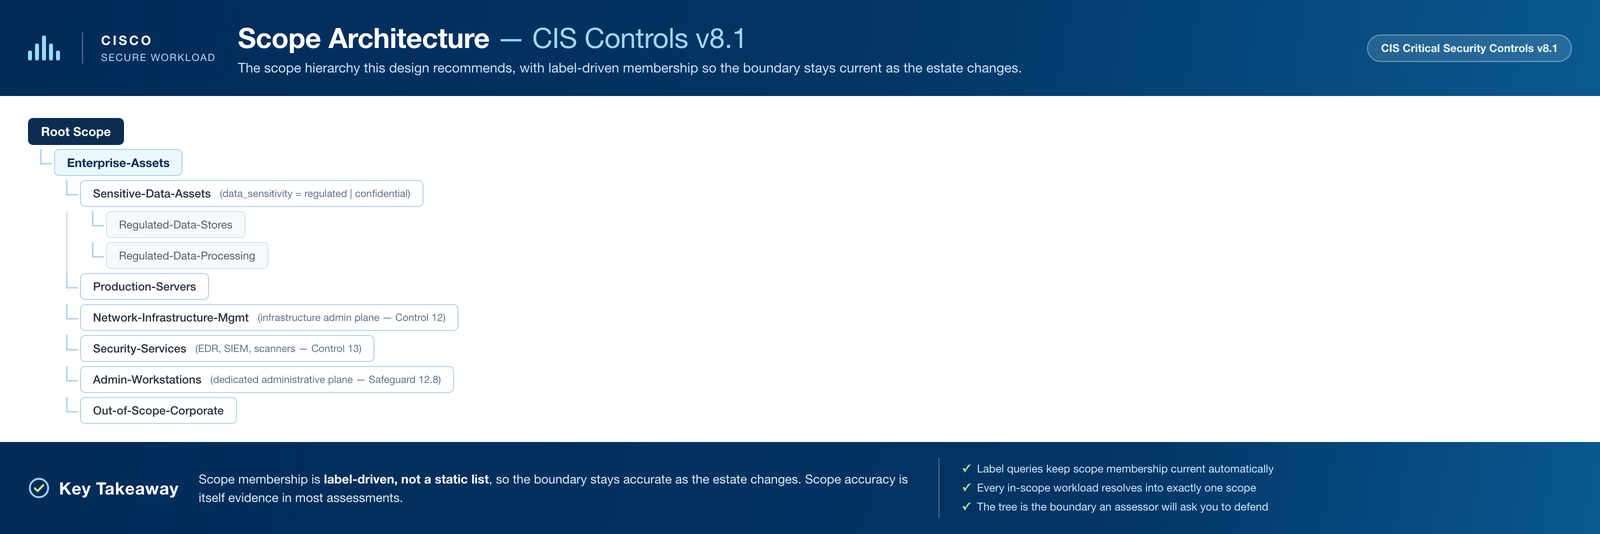 CISCO
SECURE WORKLOAD
Scope Architecture — CIS Controls v8.1
The scope hierarchy this design recommends, with label-driven membership so the boundary stays current as the estate changes.
CIS Critical Security Controls v8.1
Root Scope
Enterprise-Assets
Sensitive-Data-Assets (data_sensitivity = regulated | confidential)
Regulated-Data-Stores
Regulated-Data-Processing
Production-Servers
Network-Infrastructure-Mgmt (infrastructure admin plane — Control 12)
Security-Services (EDR, SIEM, scanners — Control 13)
Admin-Workstations (dedicated administrative plane — Safeguard 12.8)
Out-of-Scope-Corporate
Key Takeaway
Scope membership is label-driven, not a static list, so the boundary stays accurate as the estate changes. Scope accuracy is
itself evidence in most assessments.
✓ Label queries keep scope membership current automatically
✓ Every in-scope workload resolves into exactly one scope
✓ The tree is the boundary an assessor will ask you to defend